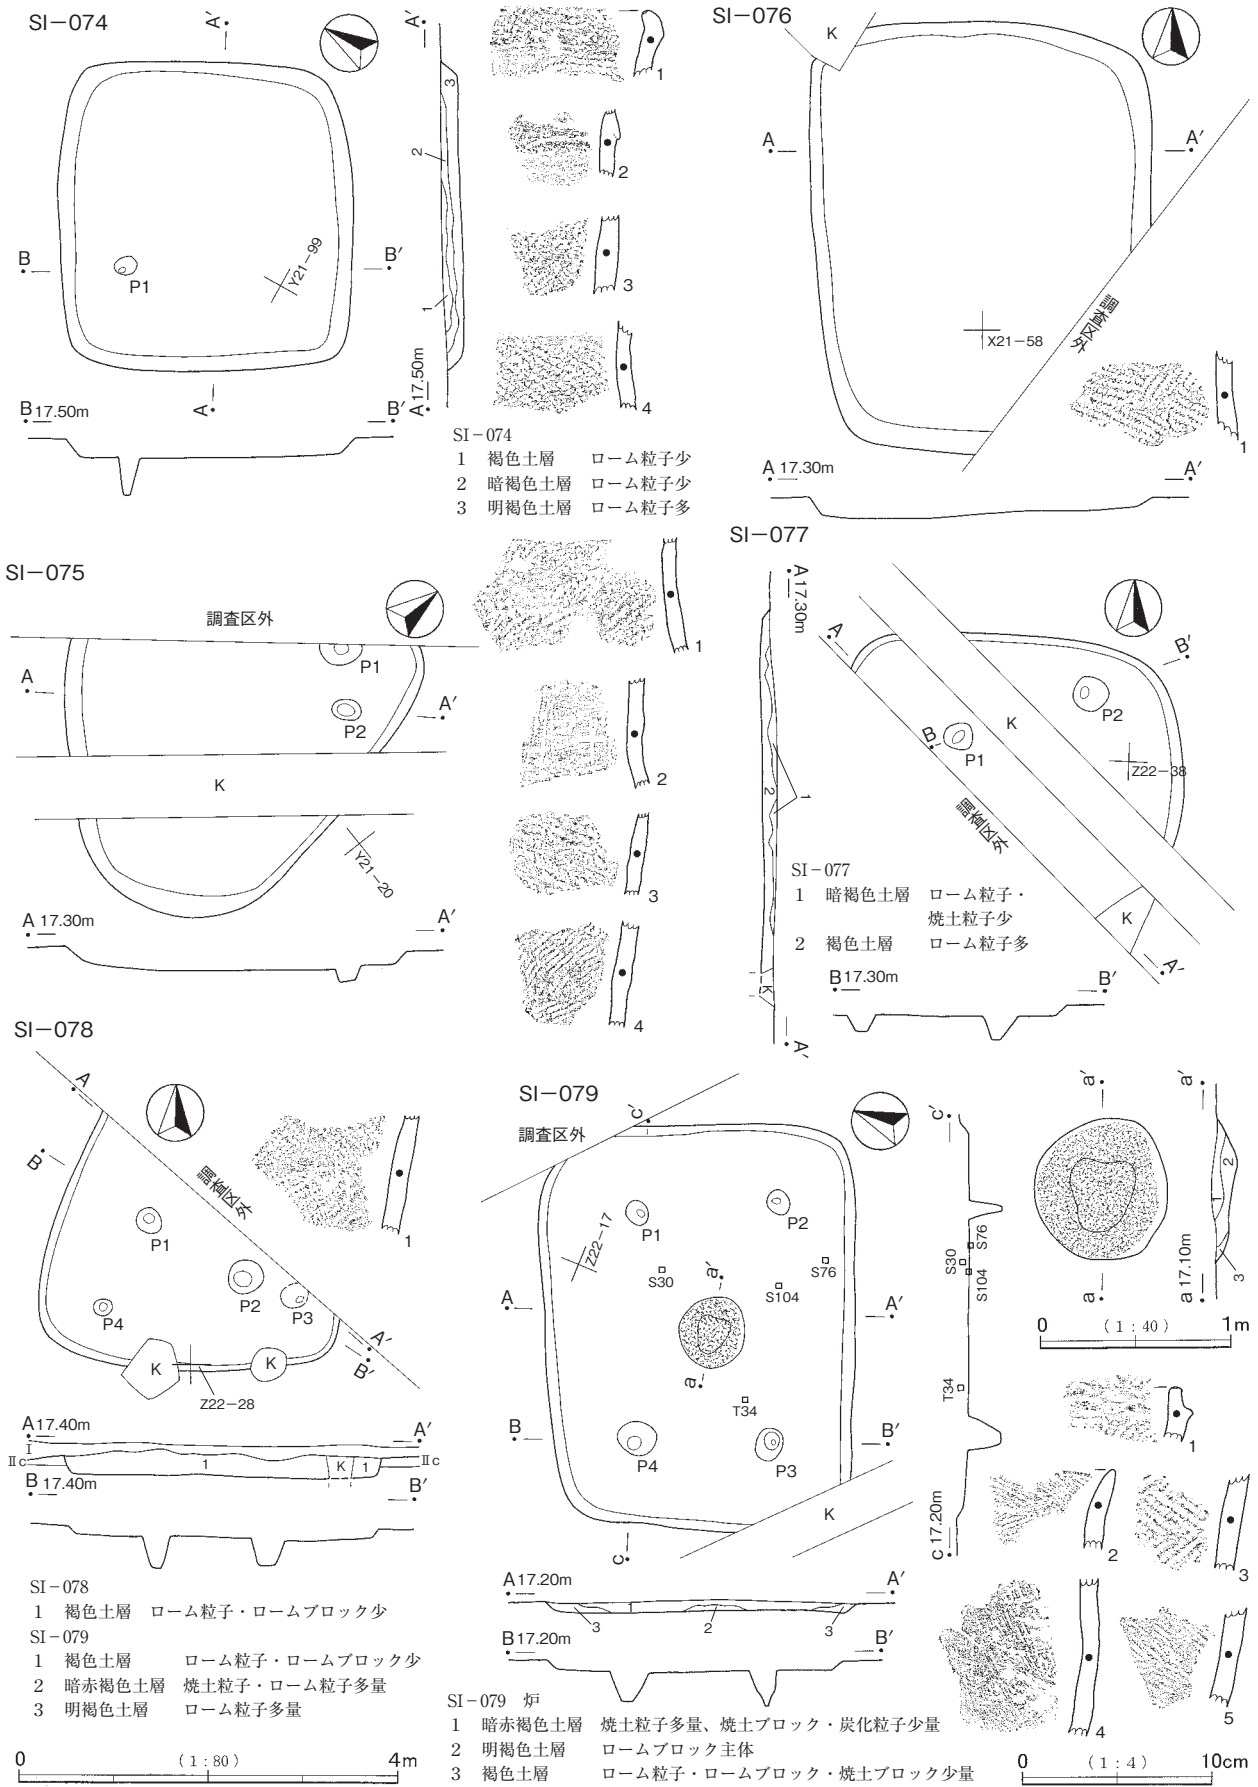 SI-074
A′
A′
1
2
3
4
3
2
1
B
B′
P1
Y21-99
A
A 17.50m
B 17.50m
B′
SI-074
1 褐色土層 ローム粒子少
2 暗褐色土層 ローム粒子少
3 明褐色土層 ローム粒子多
SI-076
K
A
A′
X21-58
調査区外
1
A 17.30m
A′
SI-075
調査区外
P1
P2
A
A′
K
Y21-20
A 17.30m
A′
1
2
3
4
SI-077
A 17.30m
A
B′
K
P2
B
P1
Z22-38
調査区外
2
1
K
K
A′
A′
SI-077
1 暗褐色土層 ローム粒子・
焼土粒子少
2 褐色土層 ローム粒子多
B 17.30m
B′
SI-078
A
B
調査区外
P1
P2
P3
P4
K
K
A′
B′
Z22-28
1
A 17.40m
A′
I
IIc
1
K
1
IIc
B 17.40m
B′
SI-078
1 褐色土層 ローム粒子・ロームブロック少
SI-079
1 褐色土層 ローム粒子・ロームブロック少
2 暗赤褐色土層 焼土粒子・ローム粒子多量
3 明褐色土層 ローム粒子多量
0 (1:80) 4m
SI-079
調査区外
c′
P1
P2
Z22-17
S30
S76
S104
a′
A
A′
a
T34
B
B′
P4
P3
K
c
c′
S76
S30
S104
T34
c 17.20m
a′
a
a′
1
2
3
a 17.10m
0 (1:40) 1m
1
2
3
4
5
A 17.20m
A′
3
1
2
3
B 17.20m
B′
SI-079 炉
1 暗赤褐色土層 焼土粒子多量、焼土ブロック・炭化粒子少量
2 明褐色土層 ロームブロック主体
3 褐色土層 ローム粒子・ロームブロック・焼土ブロック少量
0 (1:4) 10cm